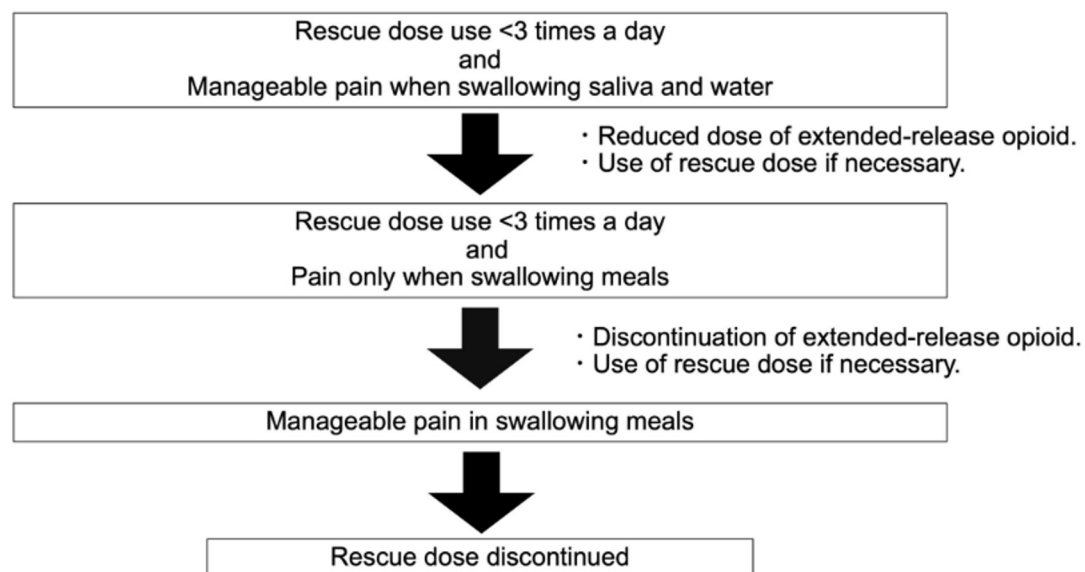 Rescue dose use <3 times a day
and
Manageable pain when swallowing saliva and water
・Reduced dose of extended-release opioid.
・Use of rescue dose if necessary.
Rescue dose use <3 times a day
and
Pain only when swallowing meals
・Discontinuation of extended-release opioid.
・Use of rescue dose if necessary.
Manageable pain in swallowing meals
Rescue dose discontinued